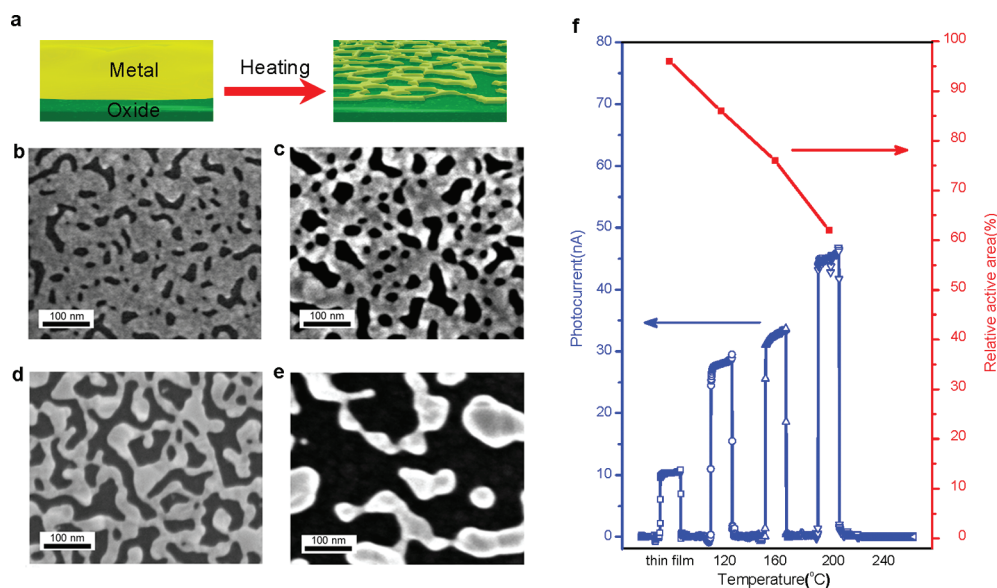 a
Metal
Heating
Oxide
b
100 nm
c
100 nm
d
100 nm
e
100 nm
f
80
70
60
50
40
30
20
10
0
Photocurrent(nA)
100
90
80
70
60
50
40
30
20
10
0
Relative active area(%)
thin film 120 160 200 240
Temperature(°C)